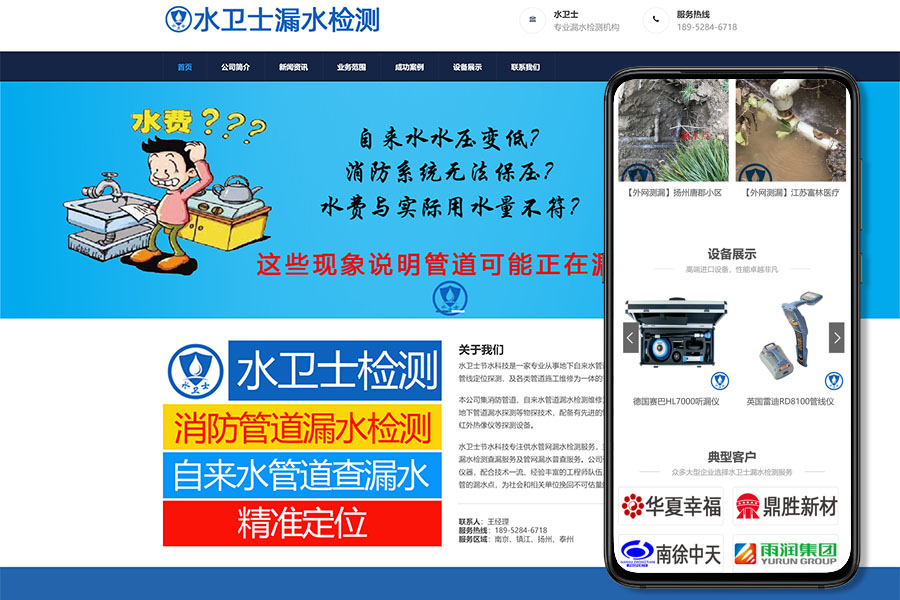 水卫士漏水检测
水卫士
专业漏水检测机构
服务热线
189-5284-6718
首页 公司简介 新闻资讯 业务范围 成功案例 设备展示 联系我们
水费???
自来水水压变低?
消防系统无法保压?
水费与实际用水量不符?
这些现象说明管道可能正在漏
水卫士检测
消防管道漏水检测
自来水管道查漏水
精准定位
关于我们
水卫士节水科技是一家专业从事地下自来水管
管线定位探测、及各类管道施工维修为一体的
本公司集消防管道、自来水管道漏水检测维修
地下管道漏水探测等物探技术，配备有先进的
红外热像仪等探测设备。
水卫士节水科技专注供水管网漏水检测服务，
漏水检测查漏服务及管网漏水普查服务。公司
仪器，配合技术一流、经验丰富的工程师队伍
管的漏水点，为社会和相关单位挽回不可估量
联系人：王经理
服务热线：189-5284-6718
服务区域：南京、镇江、扬州、泰州
【外网测漏】扬州唐郡小区
【外网测漏】江苏富林医疗
设备展示
高端进口设备，性能卓越非凡
德国赛巴HL7000听漏仪
英国雷迪RD8100管线仪
典型客户
众多大型企业选择水卫士漏水检测服务
华夏幸福
鼎胜新材
南徐中天
雨润集团
YURUN GROUP